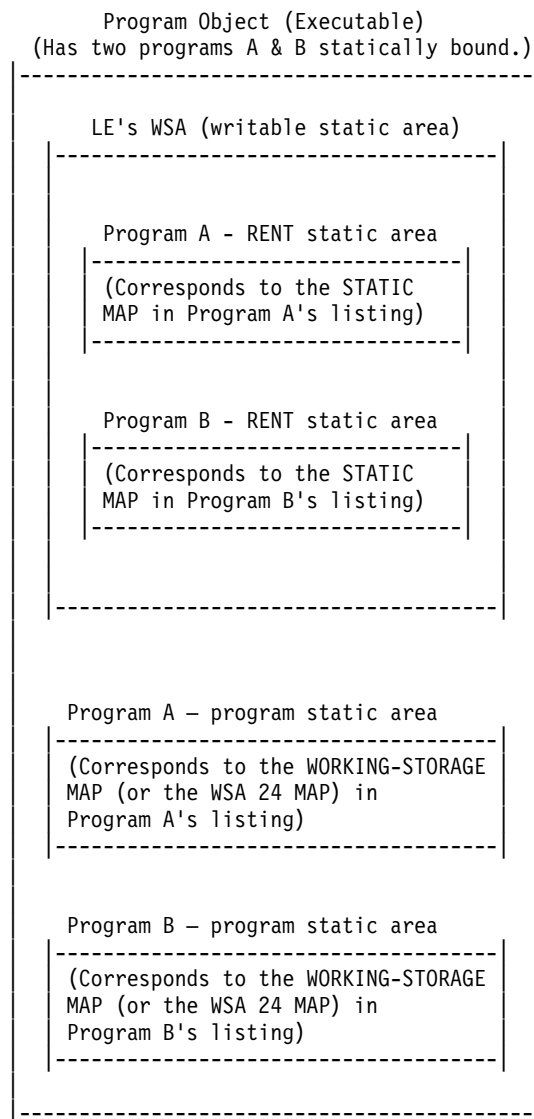 Program Object (Executable)
(Has two programs A & B statically bound.)
LE's WSA (writable static area)
Program A - RENT static area
(Corresponds to the STATIC
MAP in Program A's listing)
Program B - RENT static area
(Corresponds to the STATIC
MAP in Program B's listing)
Program A – program static area
(Corresponds to the WORKING-STORAGE
MAP (or the WSA 24 MAP) in
Program A's listing)
Program B – program static area
(Corresponds to the WORKING-STORAGE
MAP (or the WSA 24 MAP) in
Program B's listing)